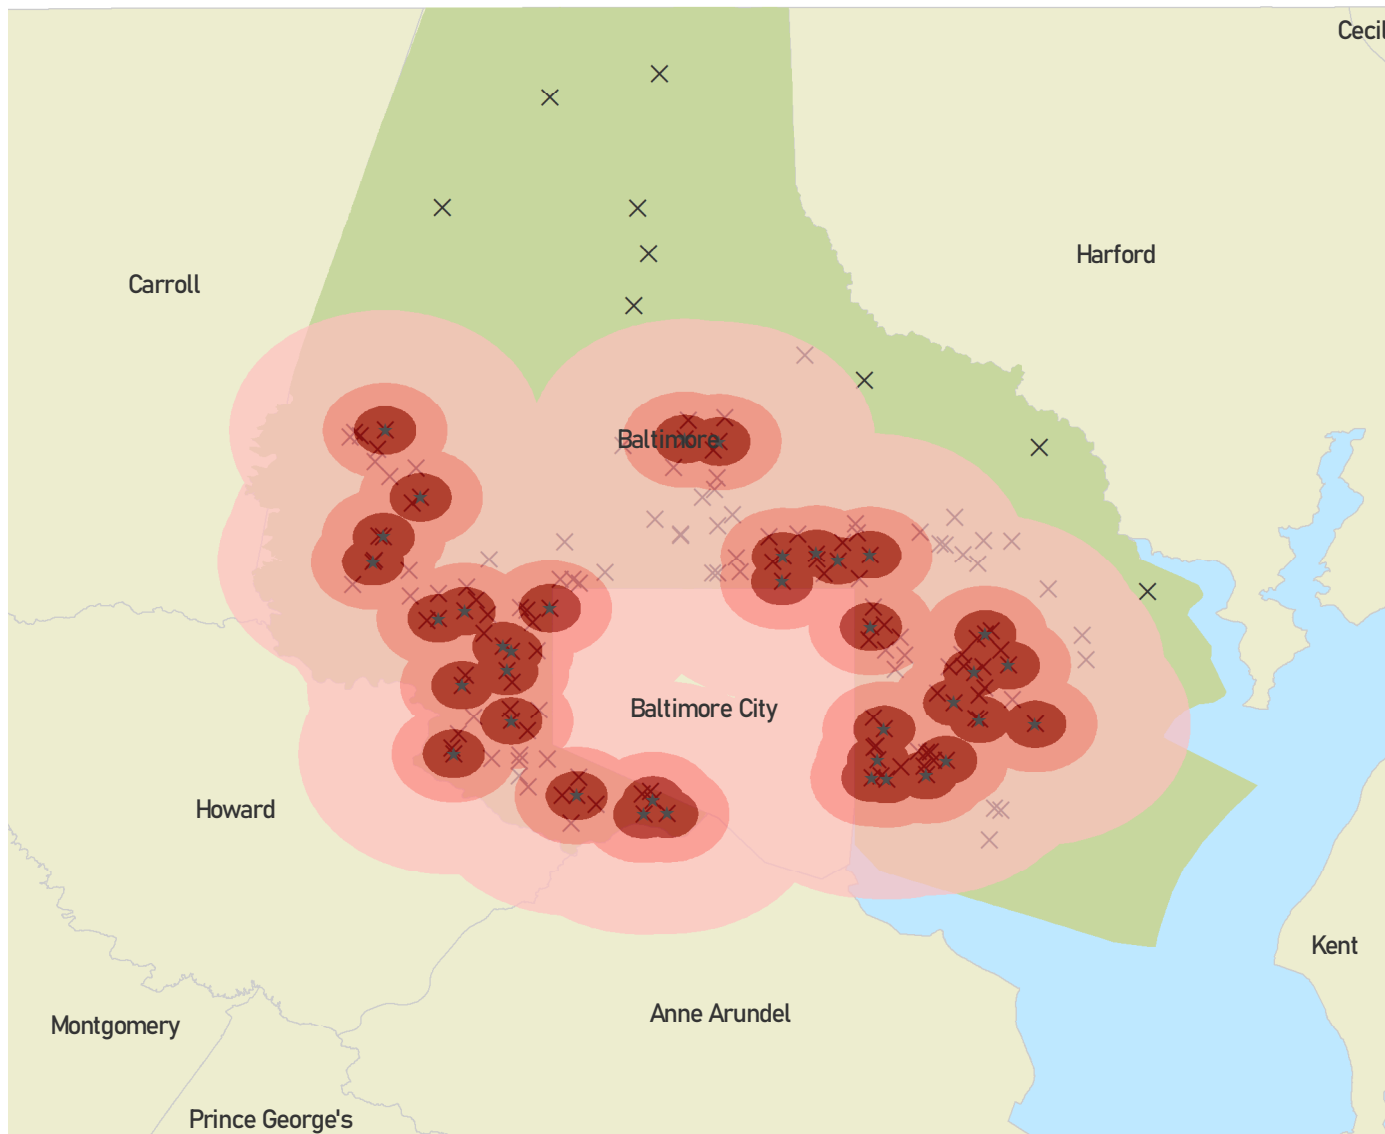 Cecil
Harford
Carroll
Baltimore
Baltimore City
Howard
Kent
Anne Arundel
Montgomery
Prince George's